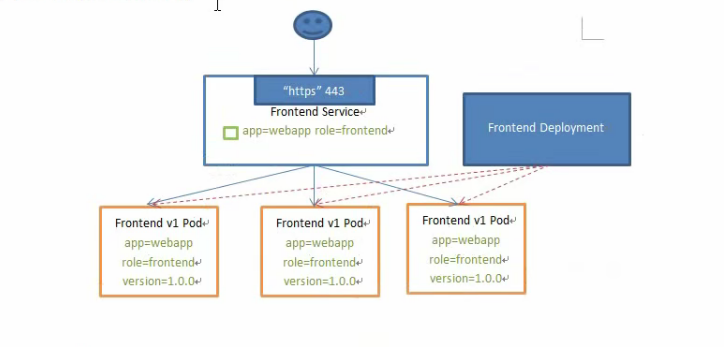 “https” 443
Frontend Service
app=webapp role=frontend
Frontend Deployment
Frontend v1 Pod
app=webapp
role=frontend
version=1.0.0
Frontend v1 Pod
app=webapp
role=frontend
version=1.0.0
Frontend v1 Pod
app=webapp
role=frontend
version=1.0.0